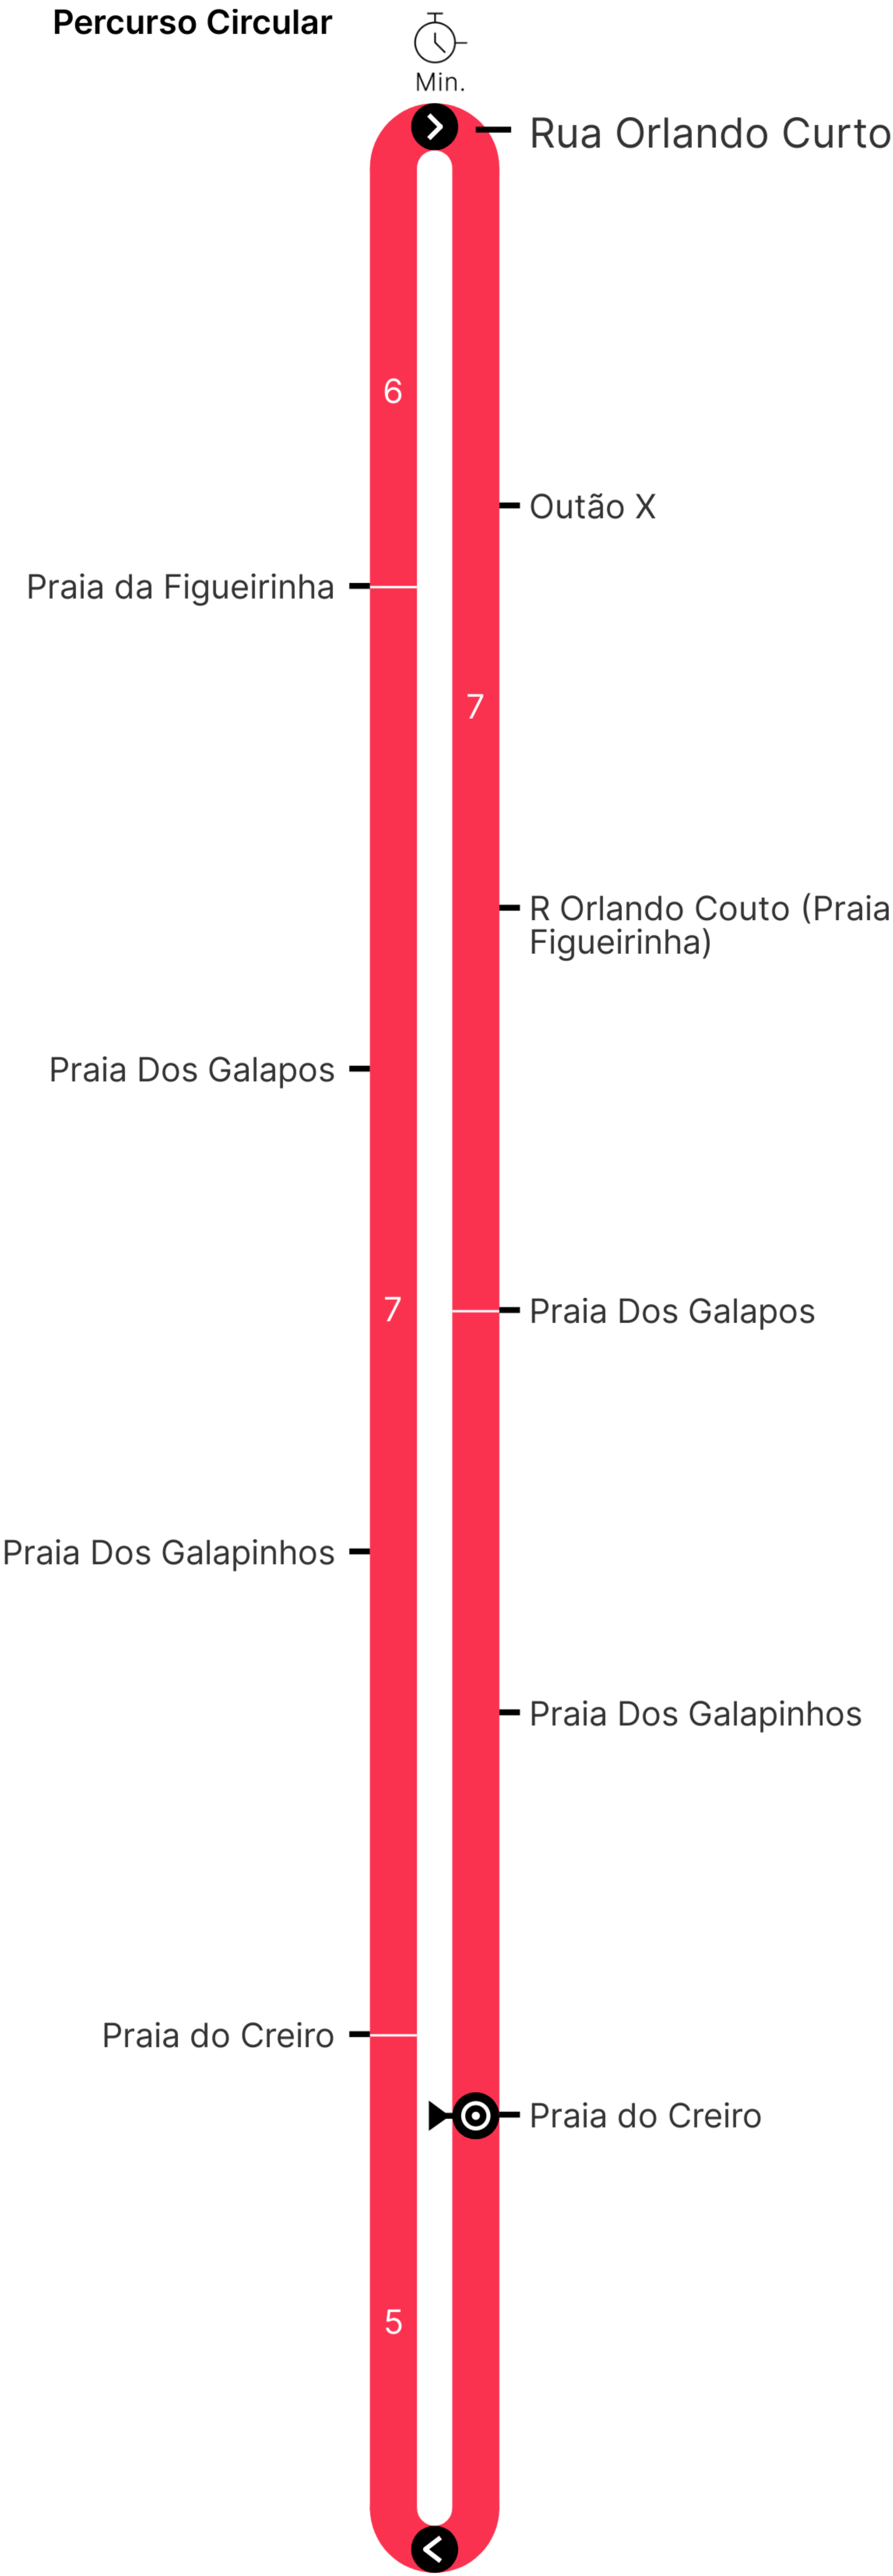 Percurso Circular
Min.
Rua Orlando Curto
6
Outão X
Praia da Figueirinha
7
R Orlando Couto (Praia
Figueirinha)
Praia Dos Galapos
7
Praia Dos Galapos
Praia Dos Galapinhos
Praia Dos Galapinhos
Praia do Creiro
Praia do Creiro
5